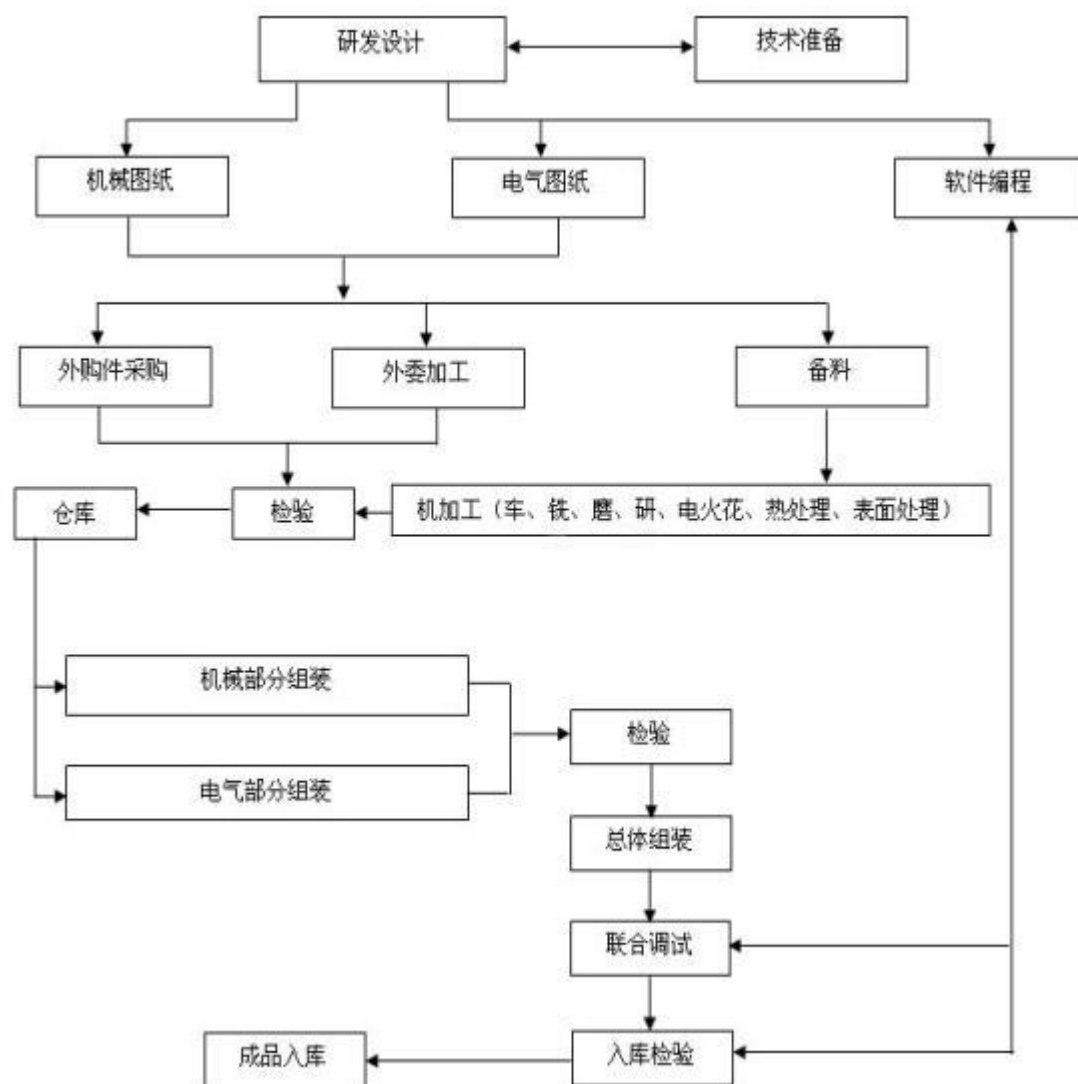 研发设计
技术准备
机械图纸
电气图纸
软件编程
外购件采购
外委加工
备料
仓库
检验
机加工（车、铣、磨、研、电火花、热处理、表面处理）
机械部分组装
检验
电气部分组装
总体组装
联合调试
成品入库
入库检验